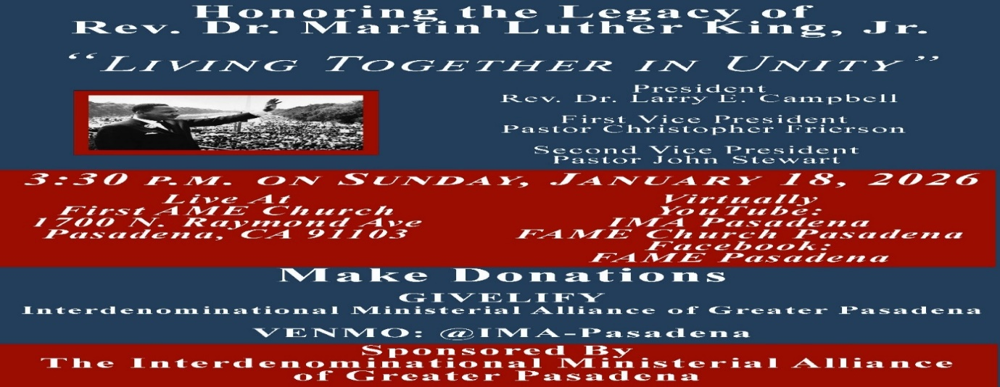 Honoring the Legacy of
Rev. Dr. Martin Luther King, Jr.
“Living Together in Unity”
President
Rev. Dr. Larry E. Campbell
First Vice President
Pastor Christopher Frierson
Second Vice President
Pastor John Stewart
3:30 p.m. on Sunday, January 18, 2026
Live At
First AME Church
1700 N. Raymond Ave
Pasadena, CA 91103
Virtually
YouTube:
IMA Pasadena
FAME Church Pasadena
Facebook:
FAME Pasadena
Make Donations
GIVELIFY
Interdenominational Ministerial Alliance of Greater Pasadena
VENMO: @IMA-Pasadena
Sponsored By
The Interdenominational Ministerial Alliance
of Greater Pasadena